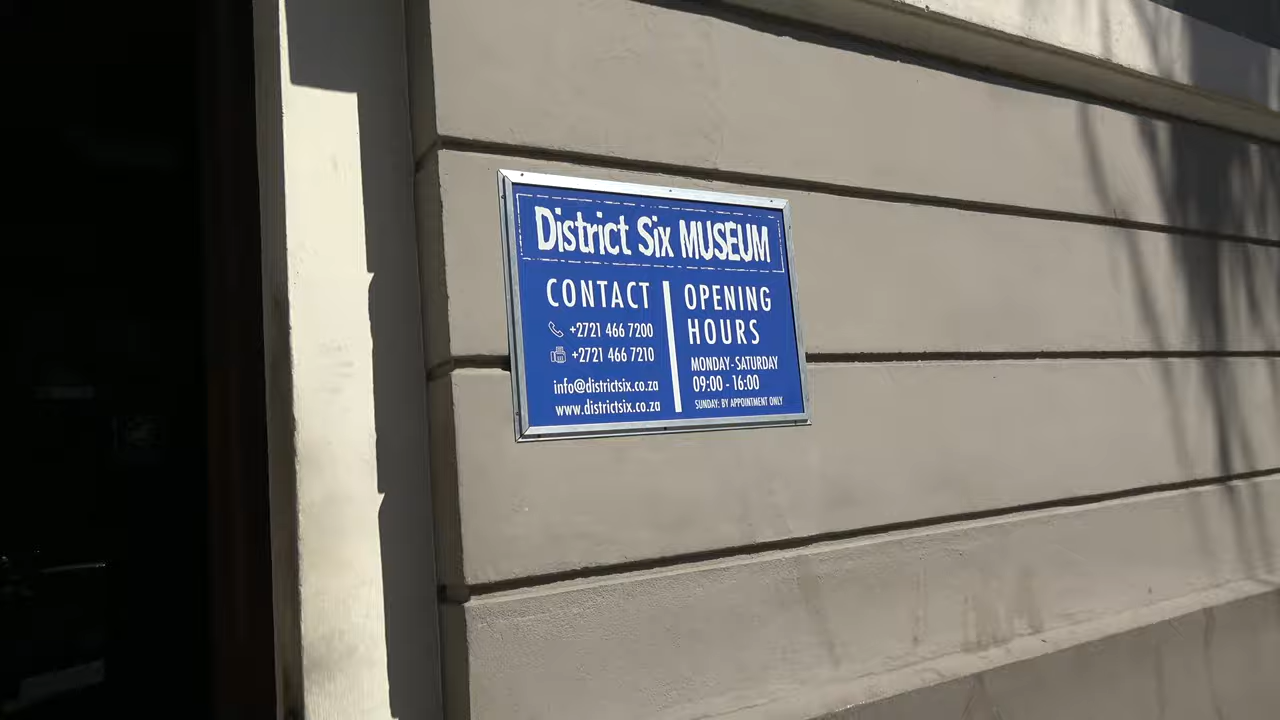 District Six MUSEUM
CONTACT
+2721 466 7200
+2721 466 7210
info@districtsix.co.za
www.districtsix.co.za
OPENING
HOURS
MONDAY - SATURDAY
09:00 - 16:00
SUNDAY: BY APPOINTMENT ONLY